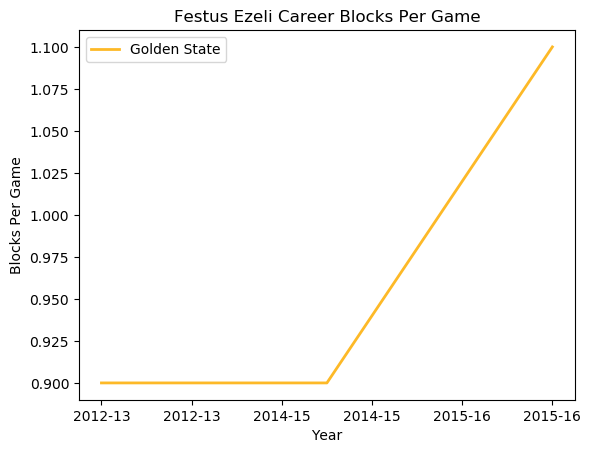 Festus Ezeli Career Blocks Per Game
Golden State
1.100
1.075
1.050
1.025
1.000
0.975
0.950
0.925
0.900
Blocks Per Game
2012-13 2012-13 2014-15 2014-15 2015-16 2015-16
Year